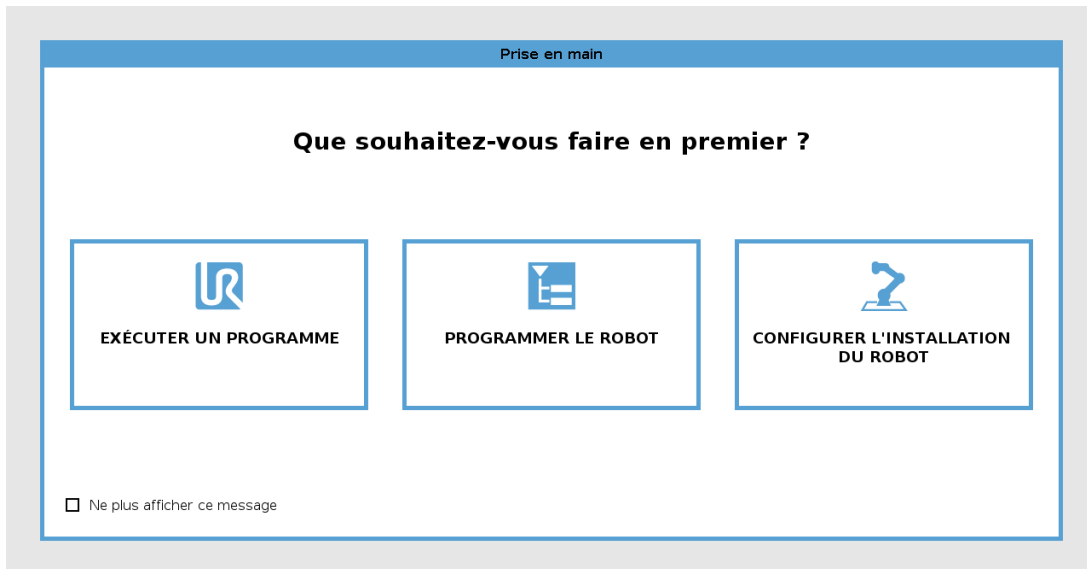 Prise en main
Que souhaitez-vous faire en premier ?
EXÉCUTER UN PROGRAMME
PROGRAMMER LE ROBOT
CONFIGURER L'INSTALLATION
DU ROBOT
Ne plus afficher ce message